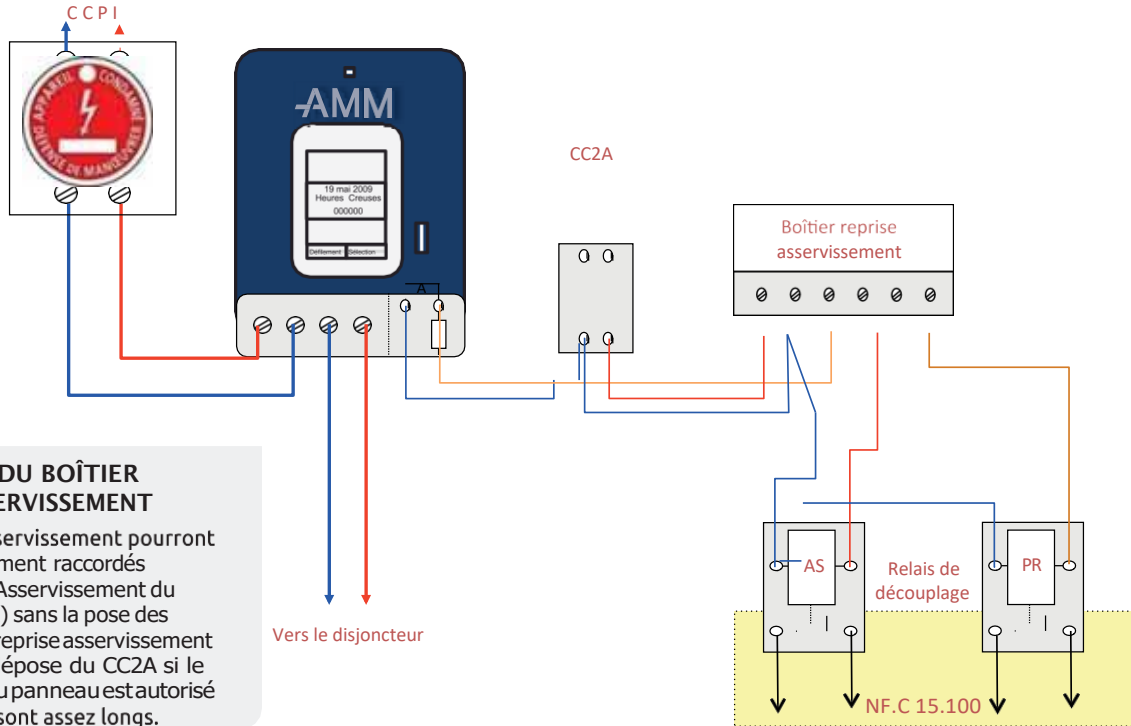 CCPI
APPAREIL CONDAMNÉ
DÉFENSE DE MANŒUVRER
AMM
19 mai 2009
Heures Creuses
000000
Défilement
Sélection
A
CC2A
Boîtier reprise
asservissement
DU BOÎTIER
ERVISSEMENT
servissement pourront
ment raccordés
Asservissement du
) sans la pose des
reprise asservissement
épose du CC2A si le
u panneau est autorisé
sont assez longs.
Vers le disjoncteur
AS
Relais de
découplage
PR
NF.C 15.100